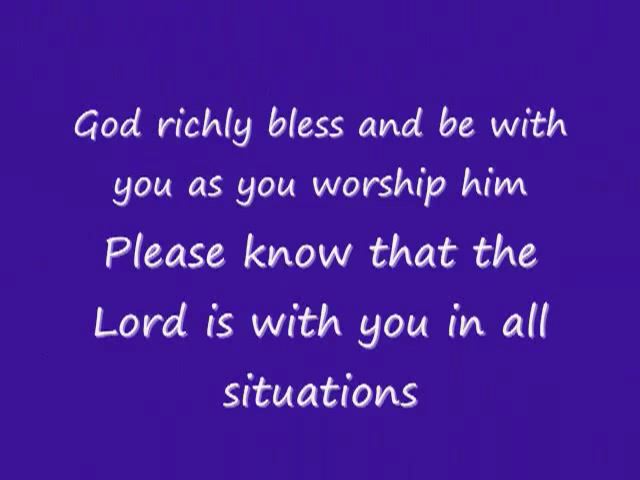 God richly bless and be with
you as you worship him
Please know that the
Lord is with you in all
situations